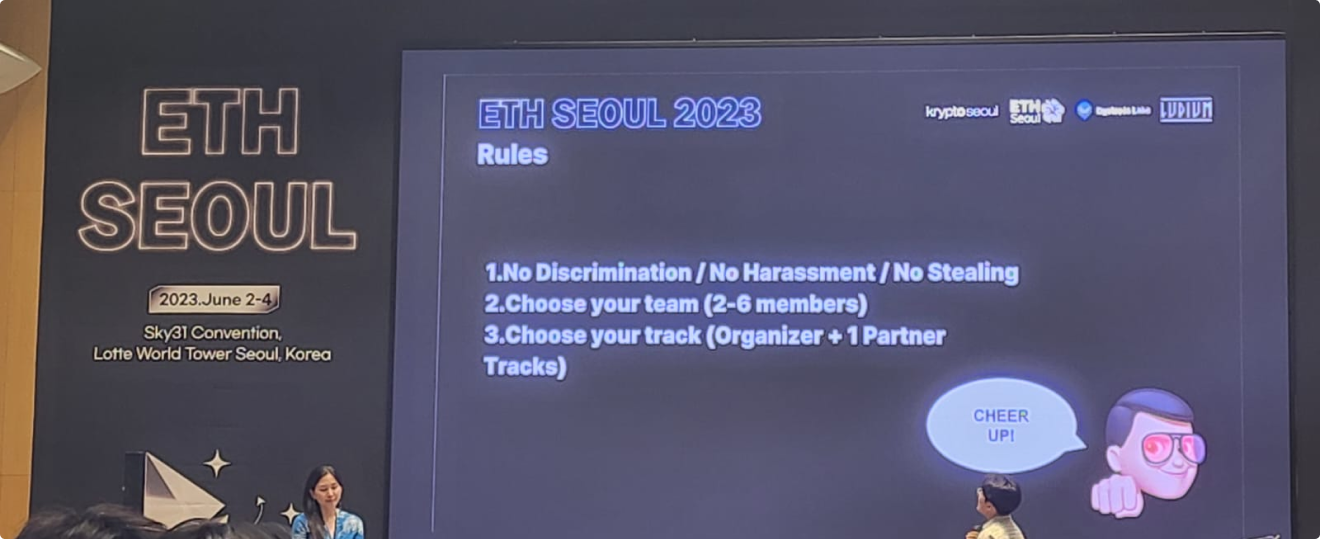 ETH
SEOUL
2023.June 2-4
Sky31 Convention,
Lotte World Tower Seoul, Korea
ETH SEOUL 2023
kryptoseoul
ETH
Seoul
LUDIUM
Rules
1.No Discrimination / No Harassment / No Stealing
2.Choose your team (2-6 members)
3.Choose your track (Organizer + 1 Partner
Tracks)
CHEER
UP!